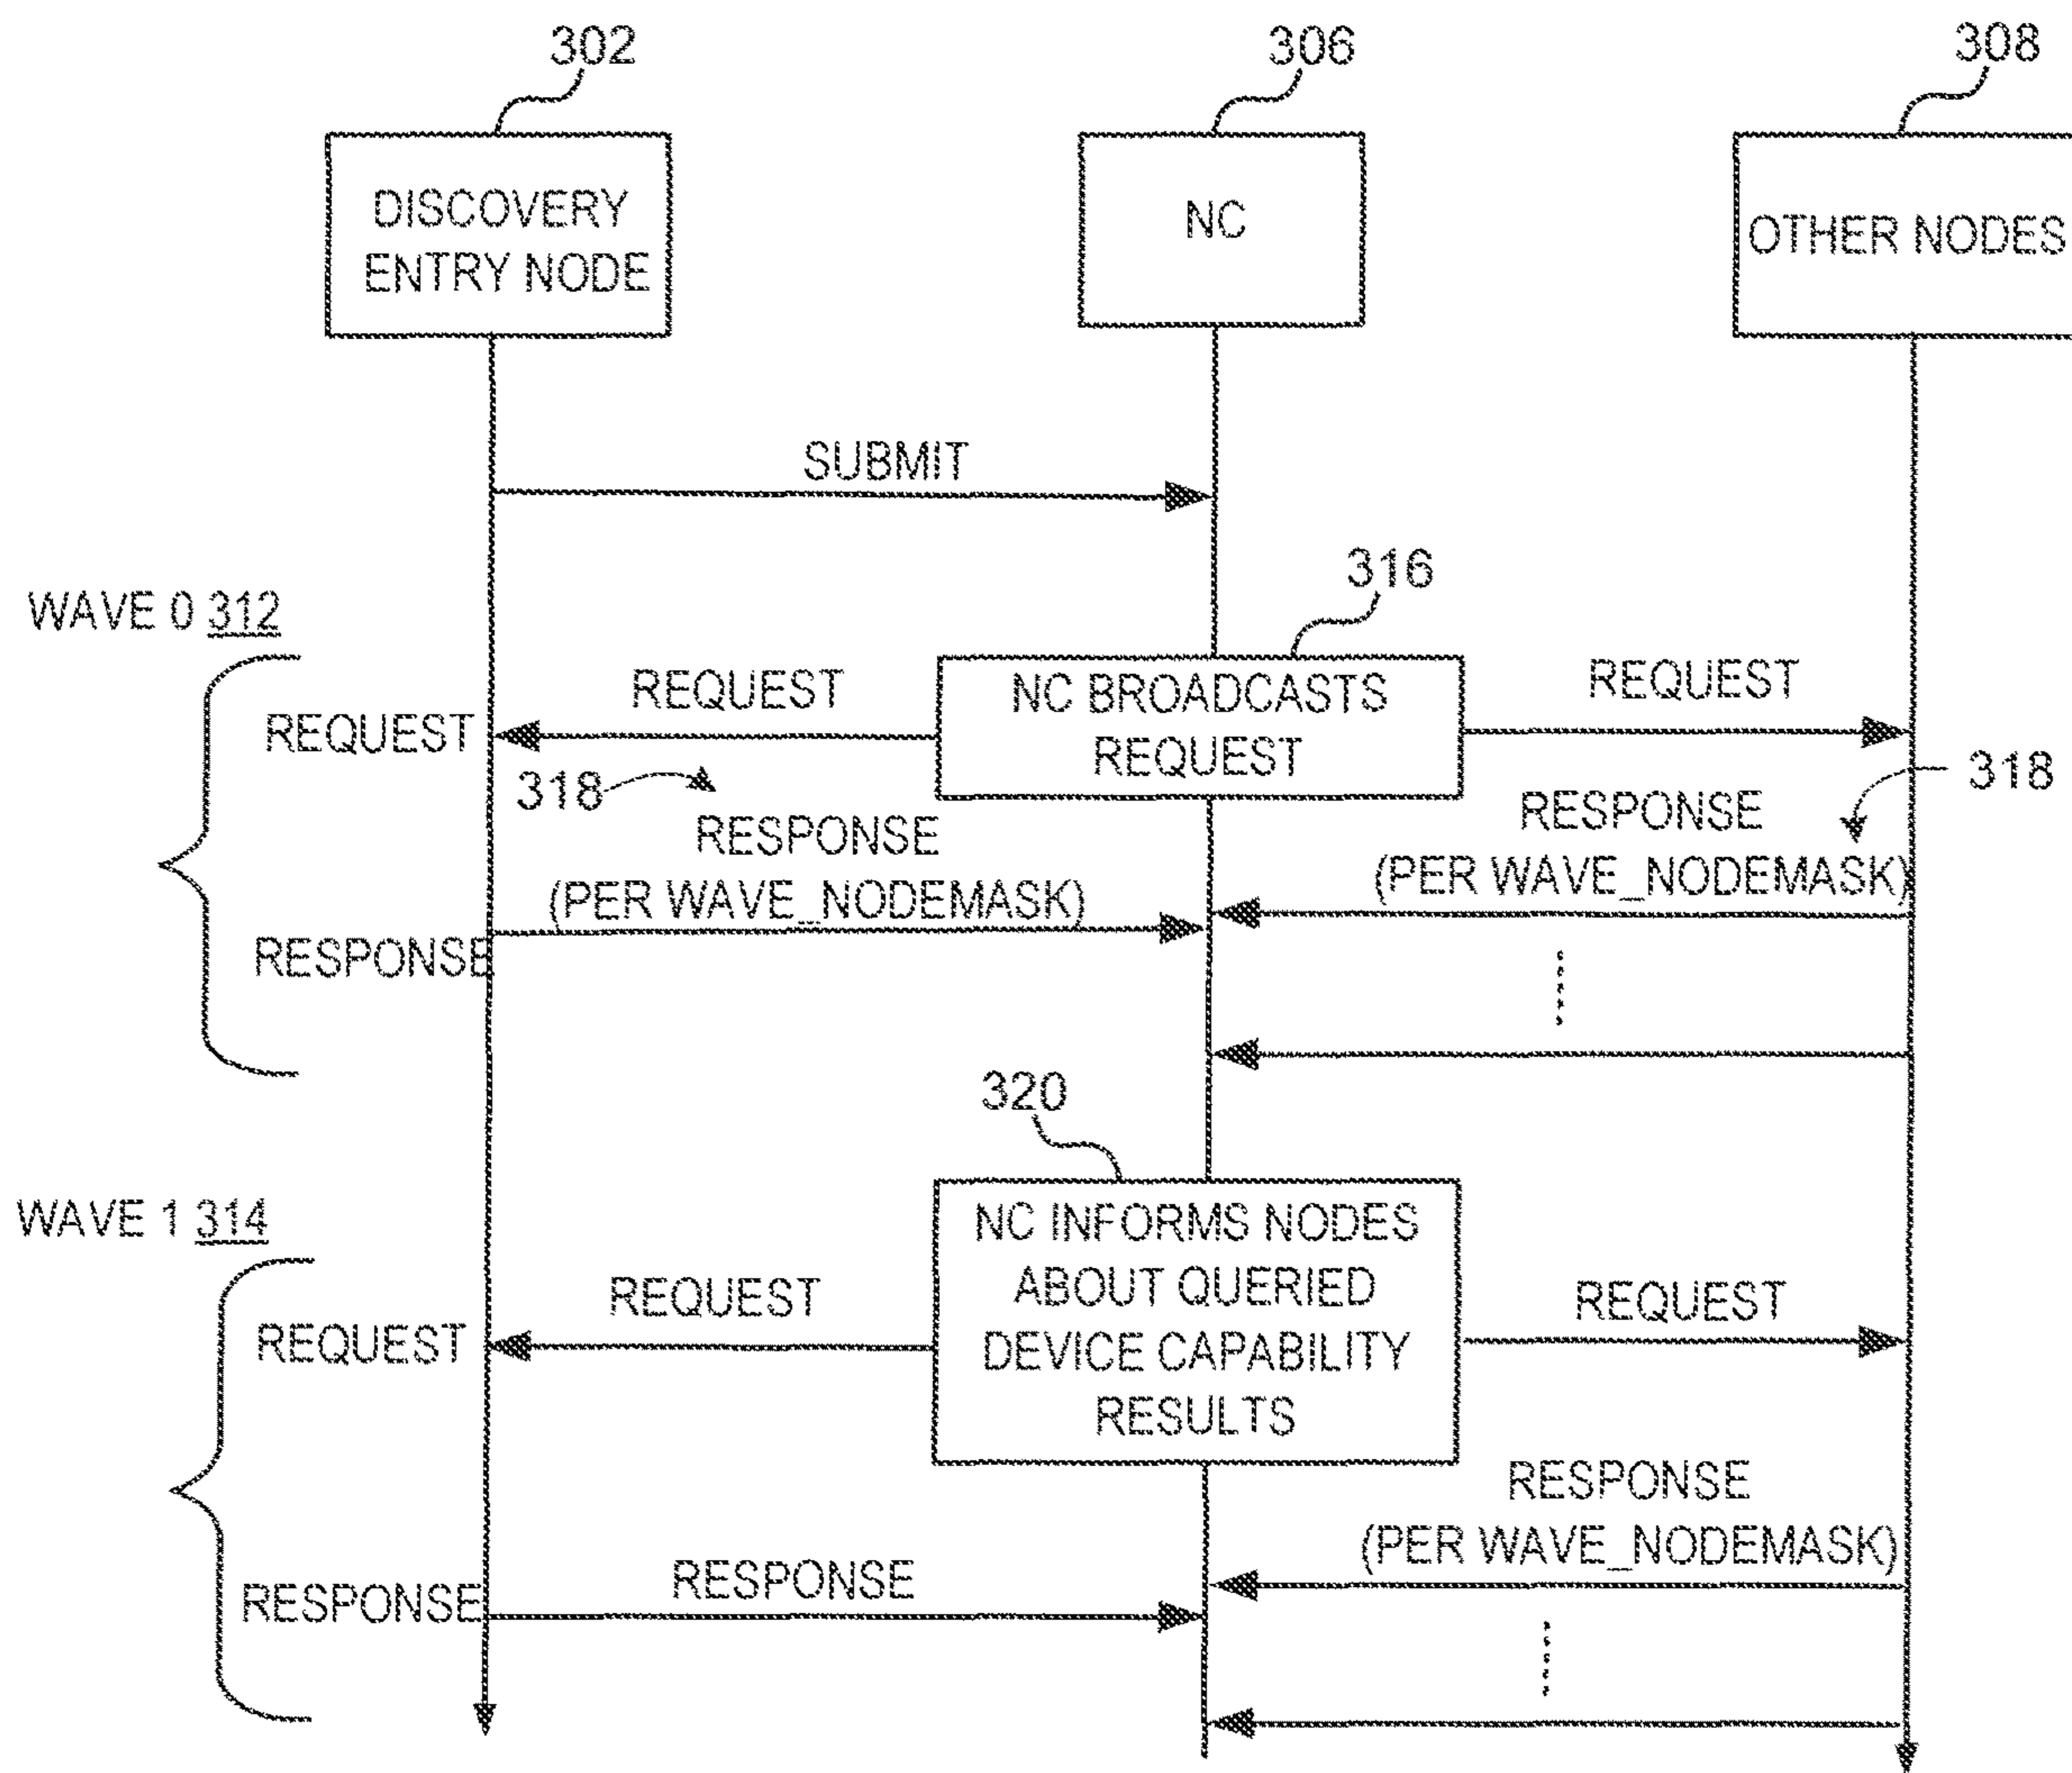 302
306
308
DISCOVERY
ENTRY NODE
NC
OTHER NODES
SUBMIT
316
WAVE 0 312
REQUEST
REQUEST
NC BROADCASTS
REQUEST
REQUEST
318
318
RESPONSE
(PER WAVE_NODEMASK)
RESPONSE
(PER WAVE_NODEMASK)
RESPONSE
320
WAVE 1 314
NC INFORMS NODES
ABOUT QUERIED
DEVICE CAPABILITY
RESULTS
REQUEST
REQUEST
REQUEST
RESPONSE
(PER WAVE_NODEMASK)
RESPONSE
RESPONSE